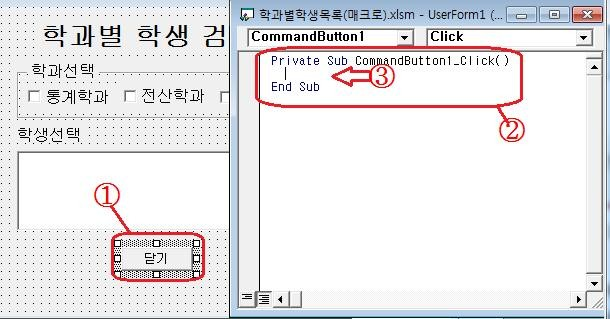 학과별 학생 검
학과선택
통계학과 전산학과
학생선택
①
닫기
학과별학생목록(매크로).xlsm - UserForm1 (...
CommandButton1 Click
Private Sub CommandButton1_Click()
③
End Sub
②